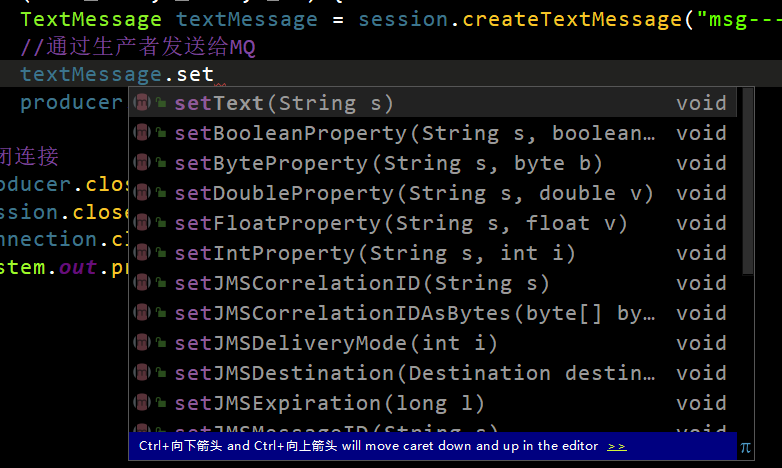 TextMessage textMessage = session.createTextMessage("msg---
//通过生产者发送给MQ
textMessage.set
producer
setText(String s) void
setBooleanProperty(String s, boolean… void
setByteProperty(String s, byte b) void
setDoubleProperty(String s, double v) void
setFloatProperty(String s, float v) void
setIntProperty(String s, int i) void
setJMSCorrelationID(String s) void
setJMSCorrelationIDAsBytes(byte[] by… void
setJMSDeliveryMode(int i) void
setJMSDestination(Destination destin… void
setJMSExpiration(long l) void
setJMSMessageID(String s) void
闭连接
oducer.clos
ssion.close
nnection.cl
stem.out.pr
Ctrl+向下箭头 and Ctrl+向上箭头 will move caret down and up in the editor >> π